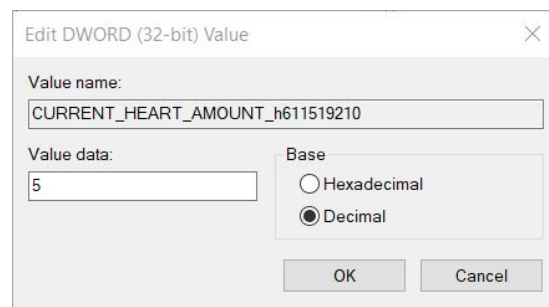 Edit DWORD (32-bit) Value
Value name:
CURRENT_HEART_AMOUNT_h611519210
Value data:
5
Base
Hexadecimal
Decimal
OK
Cancel